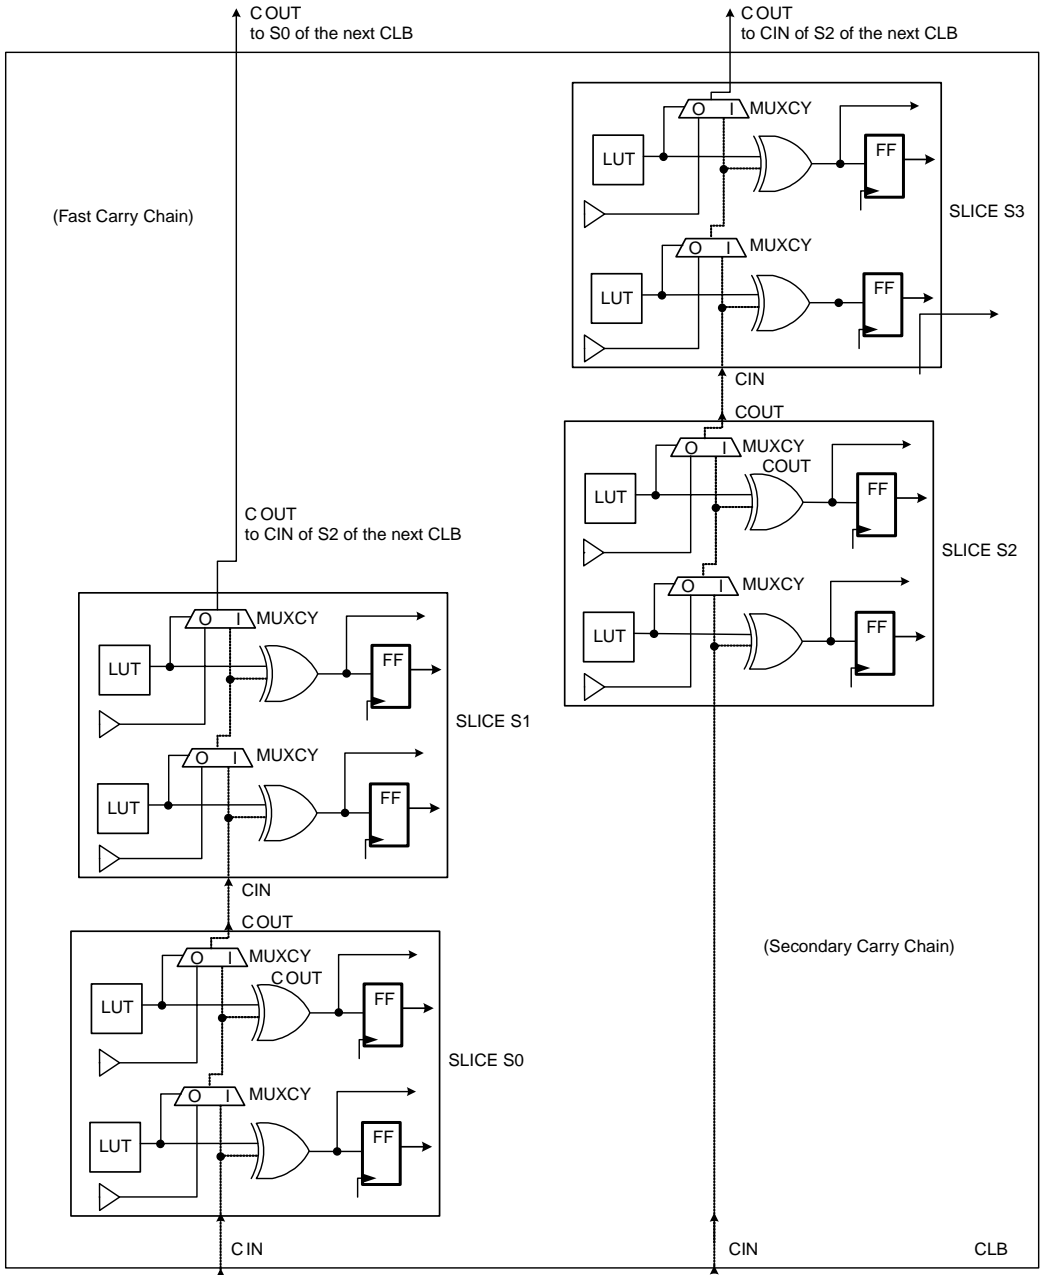 C OUT
to S0 of the next CLB
COUT
to CIN of S2 of the next CLB
O I MUXCY
LUT
FF
(Fast Carry Chain)
SLICE S3
O I MUXCY
LUT
FF
CIN
COUT
O I MUXCY
COUT
LUT
FF
C OUT
to CIN of S2 of the next CLB
SLICE S2
O I MUXCY
LUT
FF
O I MUXCY
LUT
FF
SLICE S1
O I MUXCY
LUT
FF
CIN
C OUT
O I MUXCY
C OUT
LUT
FF
(Secondary Carry Chain)
SLICE S0
O I MUXCY
LUT
FF
C IN
CIN
CLB